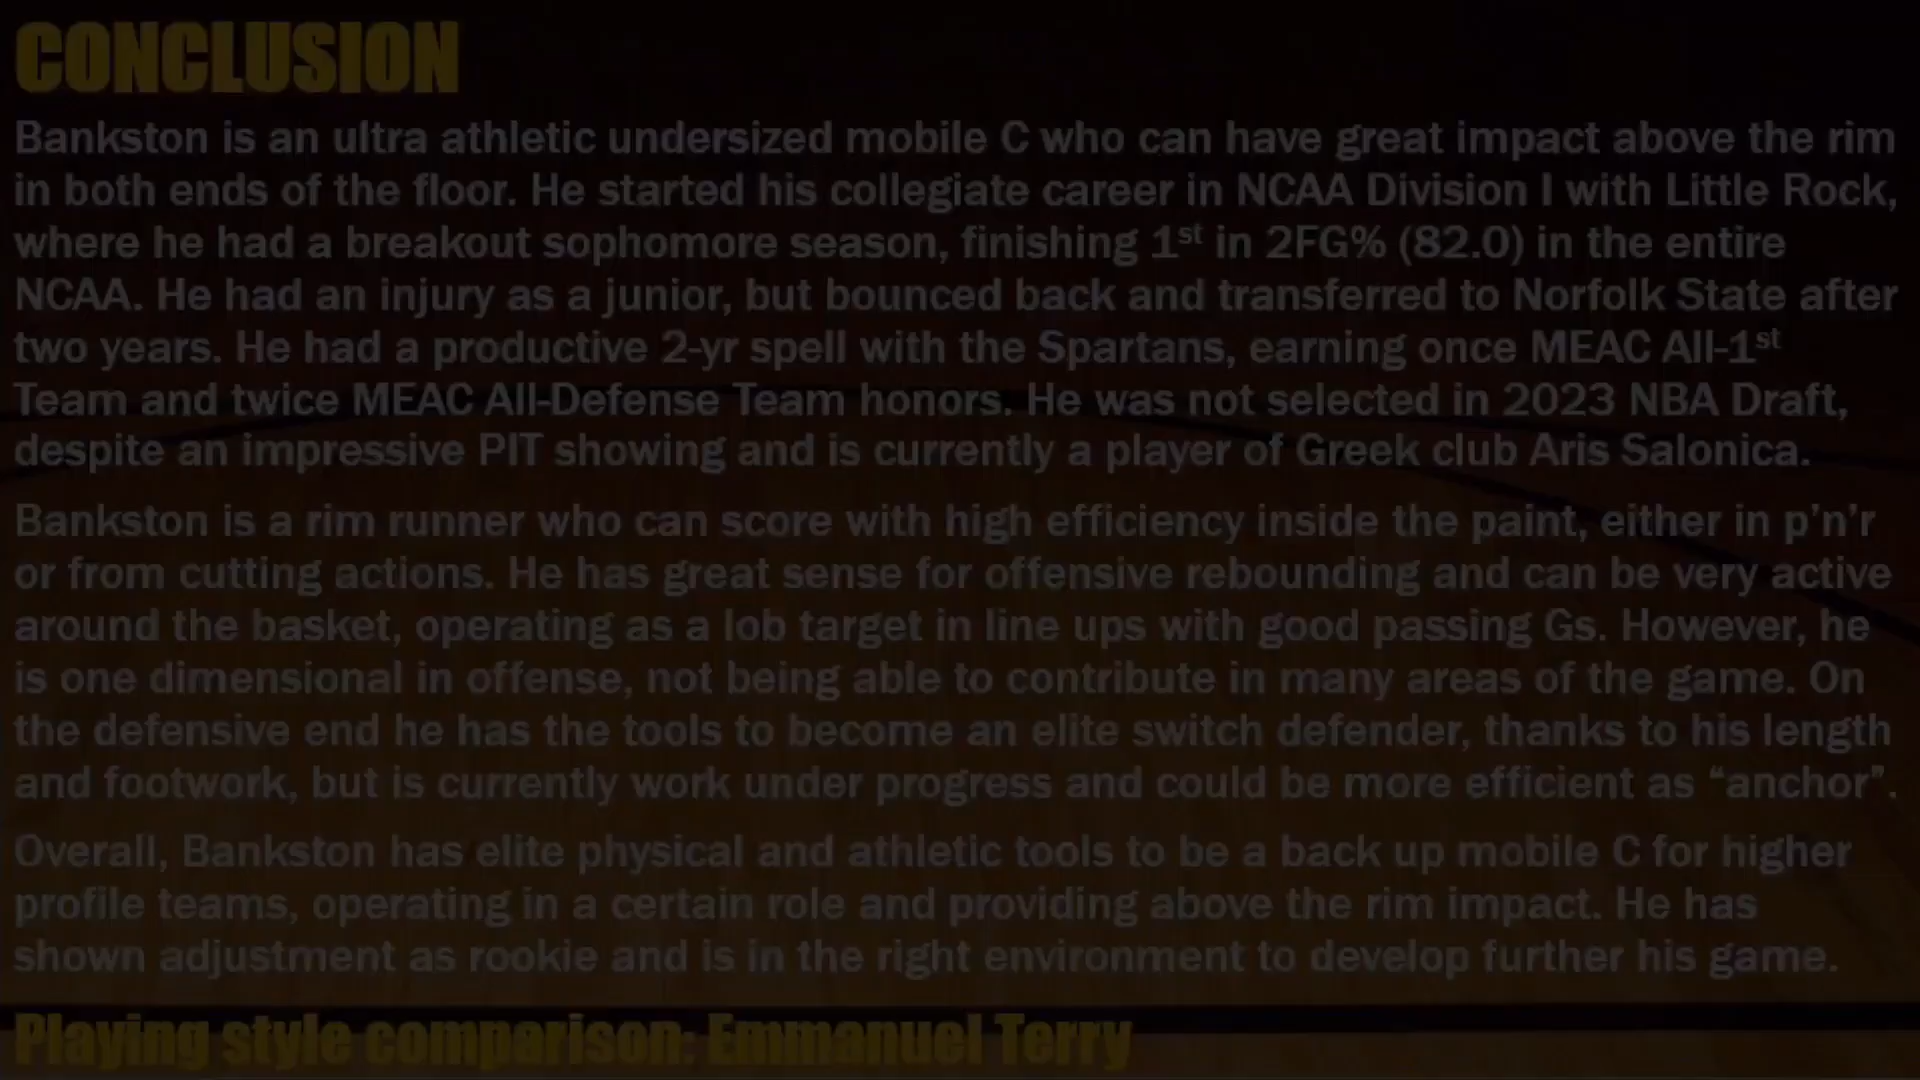 CONCLUSION
Bankston is an ultra athletic undersized mobile C who can have great impact above the rim
in both ends of the floor. He started his collegiate career in NCAA Division I with Little Rock,
where he had a breakout sophomore season, finishing 1st in 2FG% (82.0) in the entire
NCAA. He had an injury as a junior, but bounced back and transferred to Norfolk State after
two years. He had a productive 2-yr spell with the Spartans, earning once MEAC All-1st
Team and twice MEAC All-Defense Team honors. He was not selected in 2023 NBA Draft,
despite an impressive PIT showing and is currently a player of Greek club Aris Salonica.
Bankston is a rim runner who can score with high efficiency inside the paint, either in p’n’r
or from cutting actions. He has great sense for offensive rebounding and can be very active
around the basket, operating as a lob target in line ups with good passing Gs. However, he
is one dimensional in offense, not being able to contribute in many areas of the game. On
the defensive end he has the tools to become an elite switch defender, thanks to his length
and footwork, but is currently work under progress and could be more efficient as “anchor”.
Overall, Bankston has elite physical and athletic tools to be a back up mobile C for higher
profile teams, operating in a certain role and providing above the rim impact. He has
shown adjustment as rookie and is in the right environment to develop further his game.
Playing style comparison: Emmanuel Terry